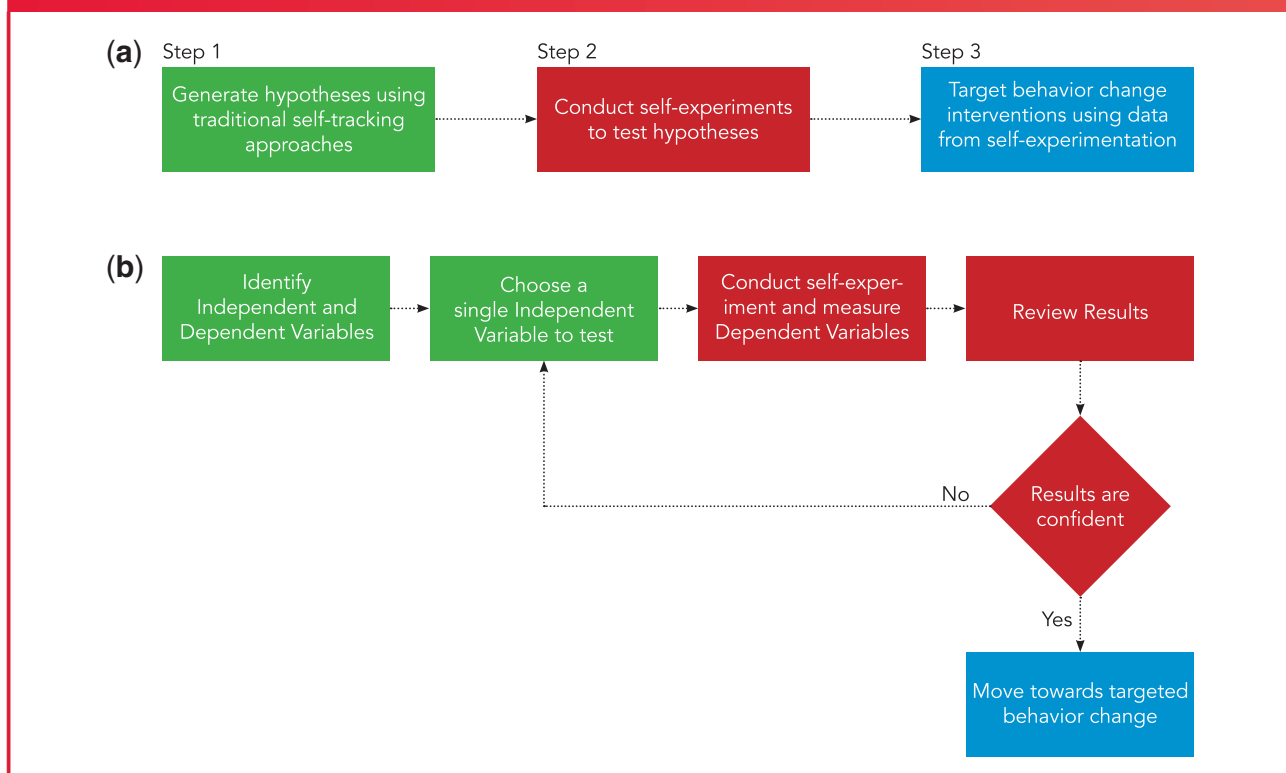 (a)
Step 1
Step 2
Step 3
Generate hypotheses using
traditional self-tracking
approaches
Conduct self-experiments
to test hypotheses
Target behavior change
interventions using data
from self-experimentation
(b)
Identify
Independent and
Dependent Variables
Choose a
single Independent
Variable to test
Conduct self-exper-
iment and measure
Dependent Variables
Review Results
No
Results are
confident
Yes
Move towards targeted
behavior change